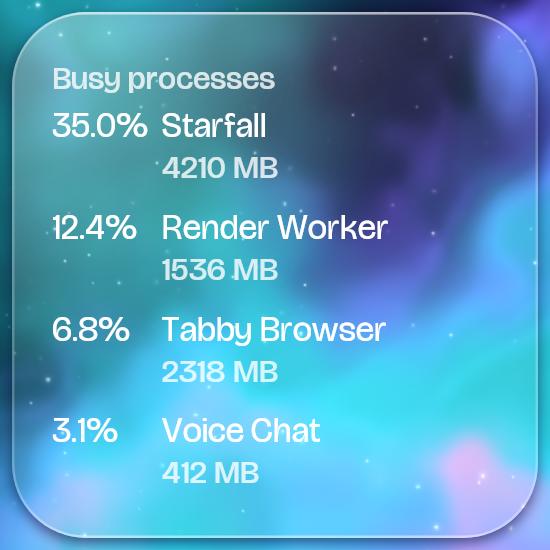 Busy processes
35.0% Starfall
4210 MB
12.4% Render Worker
1536 MB
6.8% Tabby Browser
2318 MB
3.1% Voice Chat
412 MB